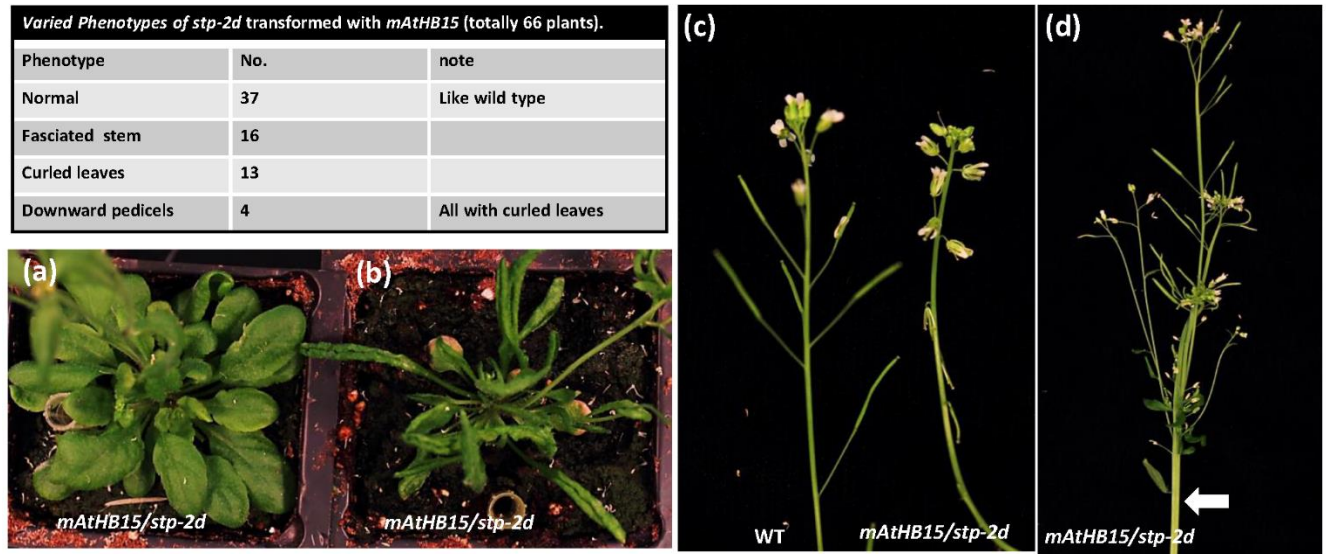 Varied Phenotypes of stp-2d transformed with mAtHB15 (totally 66 plants).
Phenotype No. note
Normal 37 Like wild type
Fasciated stem 16
Curled leaves 13
Downward pedicels 4 All with curled leaves
(a)
(b)
mAtHB15/stp-2d
mAtHB15/stp-2d
(c)
WT
mAtHB15/stp-2d
(d)
mAtHB15/stp-2d